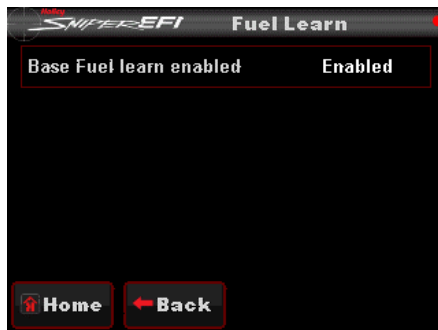 Holley
SNIPER EFI Fuel Learn
Base Fuel learn enabled Enabled
Home Back